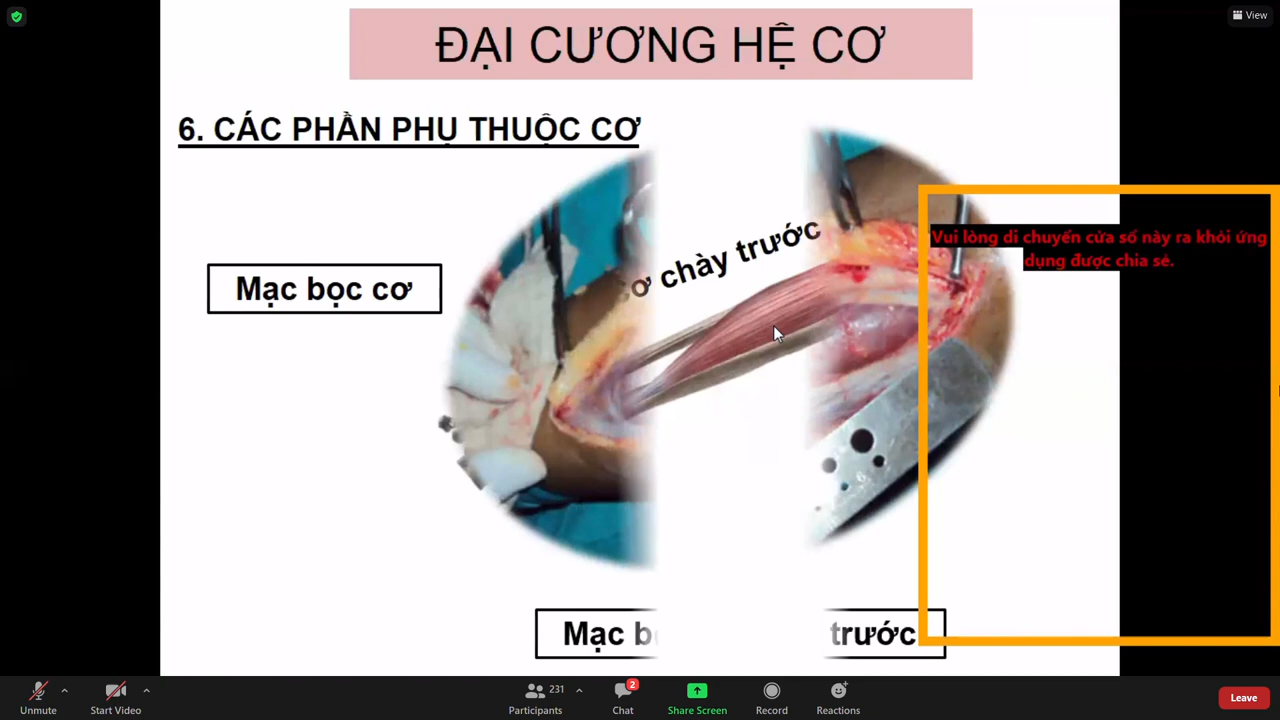 View
ĐẠI CƯƠNG HỆ CƠ
6. CÁC PHẦN PHỤ THUỘC CƠ
chày trước
Vui lòng di chuyển cửa sổ này ra khỏi ứng
dụng được chia sẻ.
Mạc bọc cơ
Mạc
trước
Unmute
Start Video
231
Participants
2
Chat
Share Screen
Record
Reactions
Leave